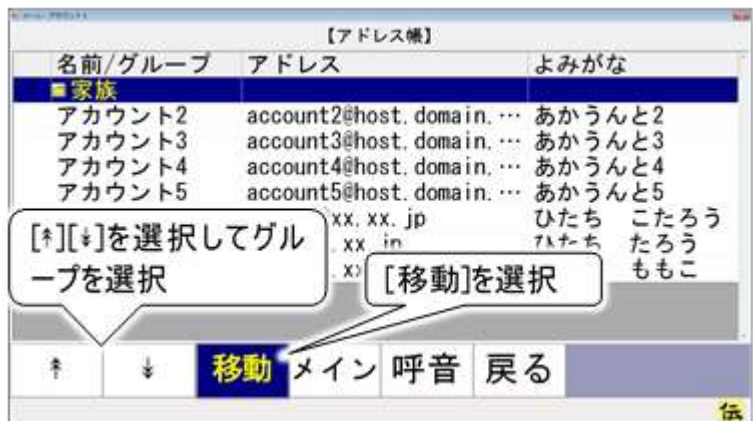 【アドレス帳】
名前/グループ アドレス よみがな
家族
アカウント2 account2@host.domain.… あかうんと2
アカウント3 account3@host.domain.… あかうんと3
アカウント4 account4@host.domain.… あかうんと4
アカウント5 account5@host.domain.… あかうんと5
xx.xx.jp ひたち こたろう
.xx.jp ひたち たろう
ももこ
[↟][↡]を選択してグル
ープを選択
[移動]を選択
↟ ↡ 移動 メイン 呼音 戻る
伝